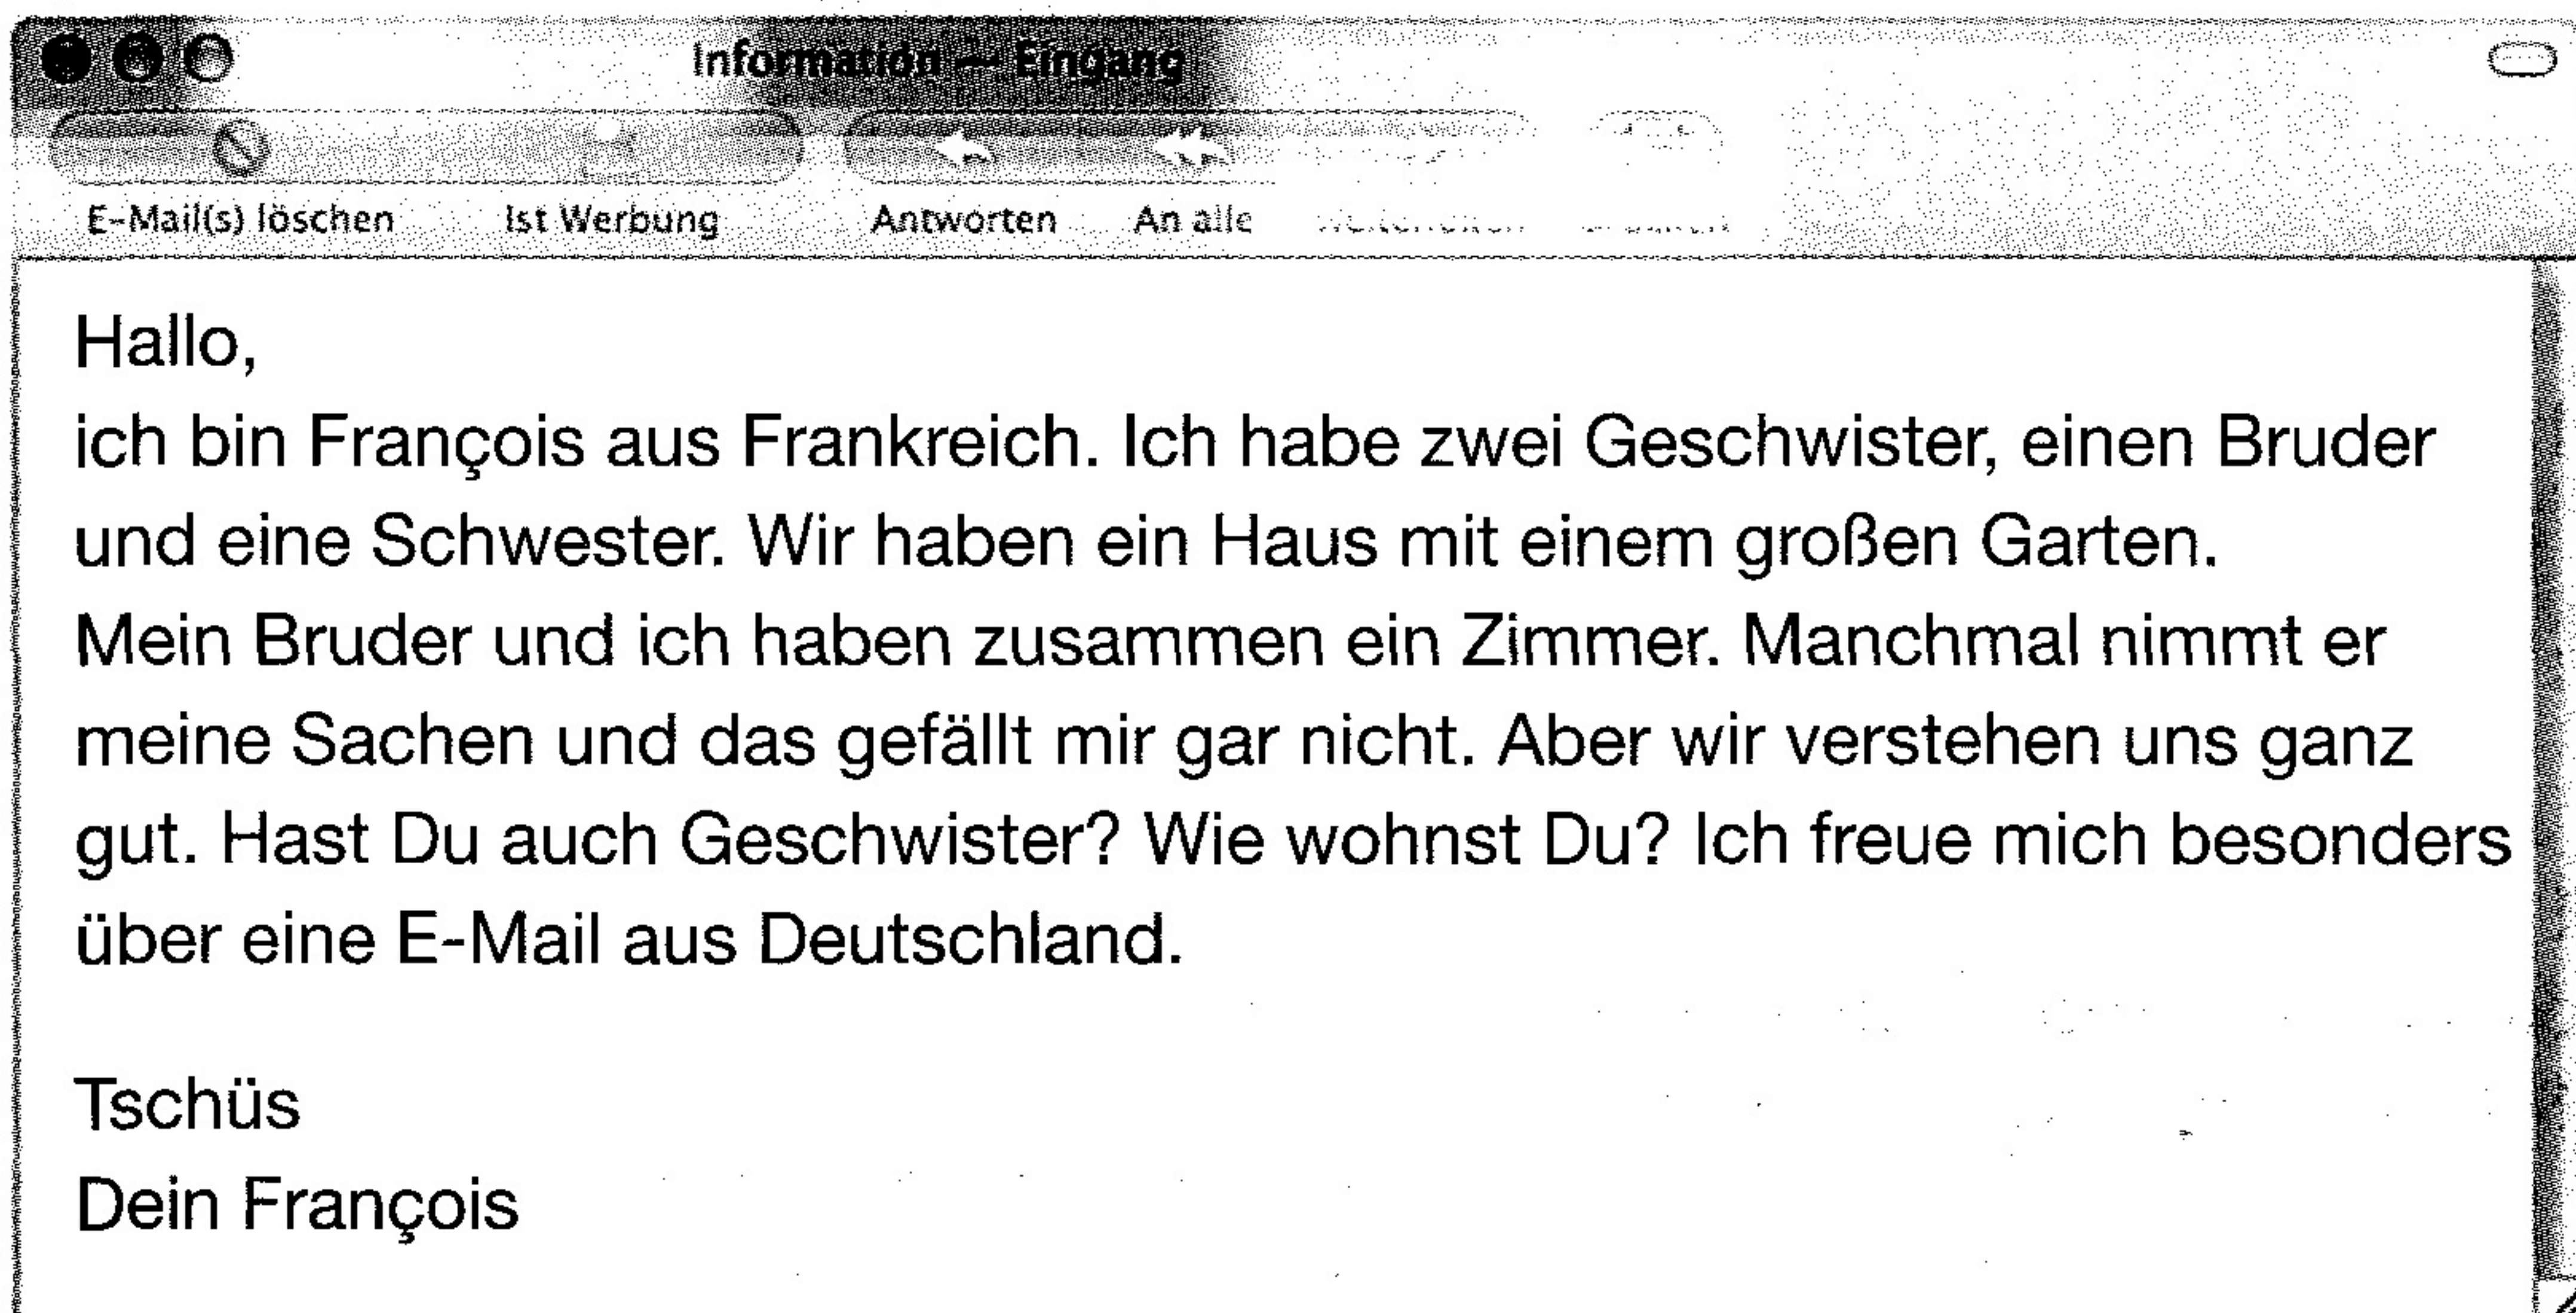 Information — Eingang
E-Mail(s) löschen Ist Werbung Antworten An alle
Hallo,
ich bin François aus Frankreich. Ich habe zwei Geschwister, einen Bruder
und eine Schwester. Wir haben ein Haus mit einem großen Garten.
Mein Bruder und ich haben zusammen ein Zimmer. Manchmal nimmt er
meine Sachen und das gefällt mir gar nicht. Aber wir verstehen uns ganz
gut. Hast Du auch Geschwister? Wie wohnst Du? Ich freue mich besonders
über eine E-Mail aus Deutschland.
Tschüs
Dein François